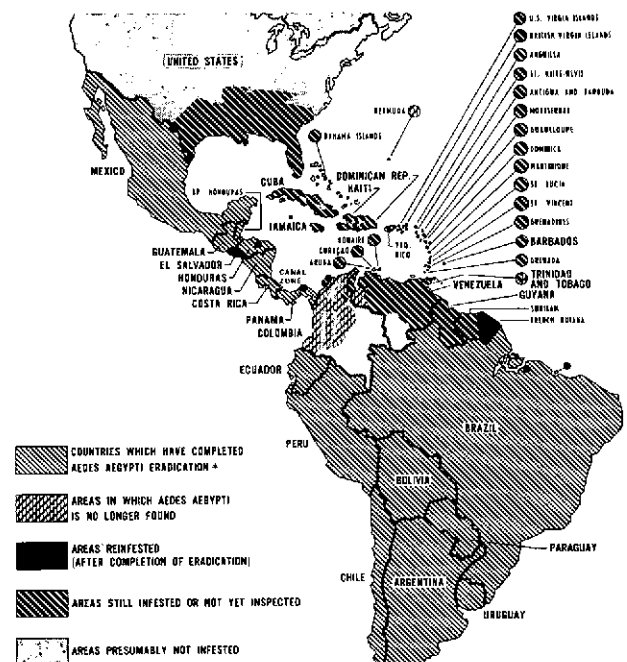 (UNITED STATES)
U.S. VIRGIN ISLANDS
BRITISH VIRGIN ISLANDS
ANGUILLA
ST. KITTS-NEVIS
ANTIGUA AND BARBUDA
MONTSERRAT
GUADELOUPE
DOMINICA
MARTINIQUE
ST LUCIA
ST VINCENT
GRENADINES
BARBADOS
GRENADA
TRINIDAD
AND TOBAGO
BERMUDA
BAHAMA ISLANDS
MEXICO
CUBA
DOMINICAN REP.
HAITI
HONDURAS
JAMAICA
BONAIRE
CURAÇAO
ARUBA
RICO
GUATEMALA
EL SALVADOR
HONDURAS
NICARAGUA
COSTA RICA
CANAL
ZONE
PANAMA
COLOMBIA
VENEZUELA
GUYANA
SURINAM
FRENCH GUIANA
ECUADOR
PERU
BRAZIL
BOLIVIA
PARAGUAY
CHILE
ARGENTINA
URUGUAY
COUNTRIES WHICH HAVE COMPLETED
AEDES AEGYPTI ERADICATION *
AREAS IN WHICH AEDES AEGYPTI
IS NO LONGER FOUND
AREAS REINFESTED
(AFTER COMPLETION OF ERADICATION)
AREAS STILL INFESTED OR NOT YET INSPECTED
AREAS PRESUMABLY NOT INFESTED